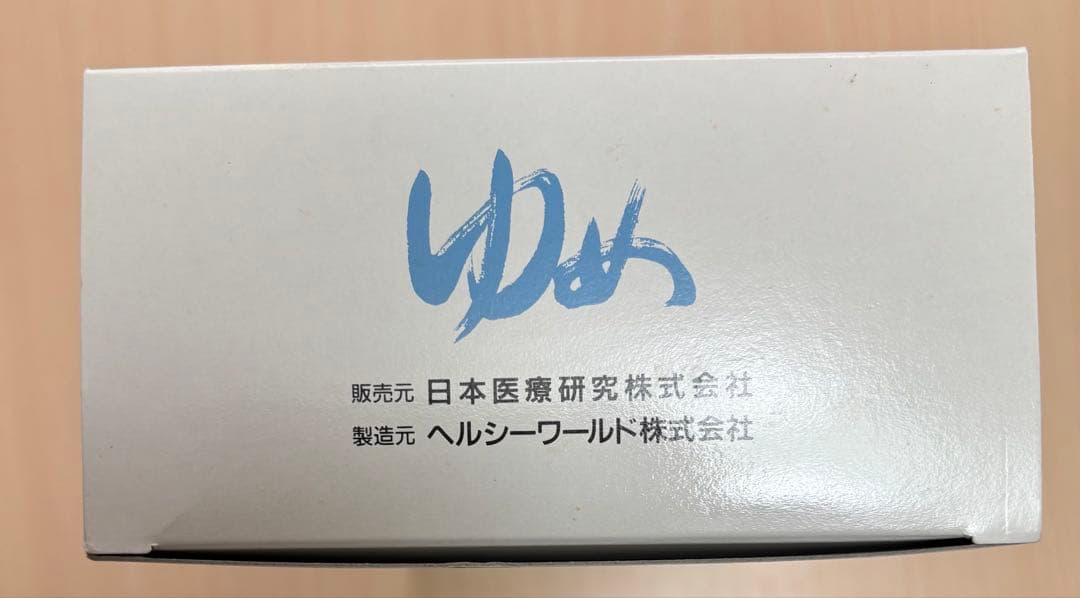 ゆめ
販売元 日本医療研究株式会社
製造元 ヘルシーワールド株式会社